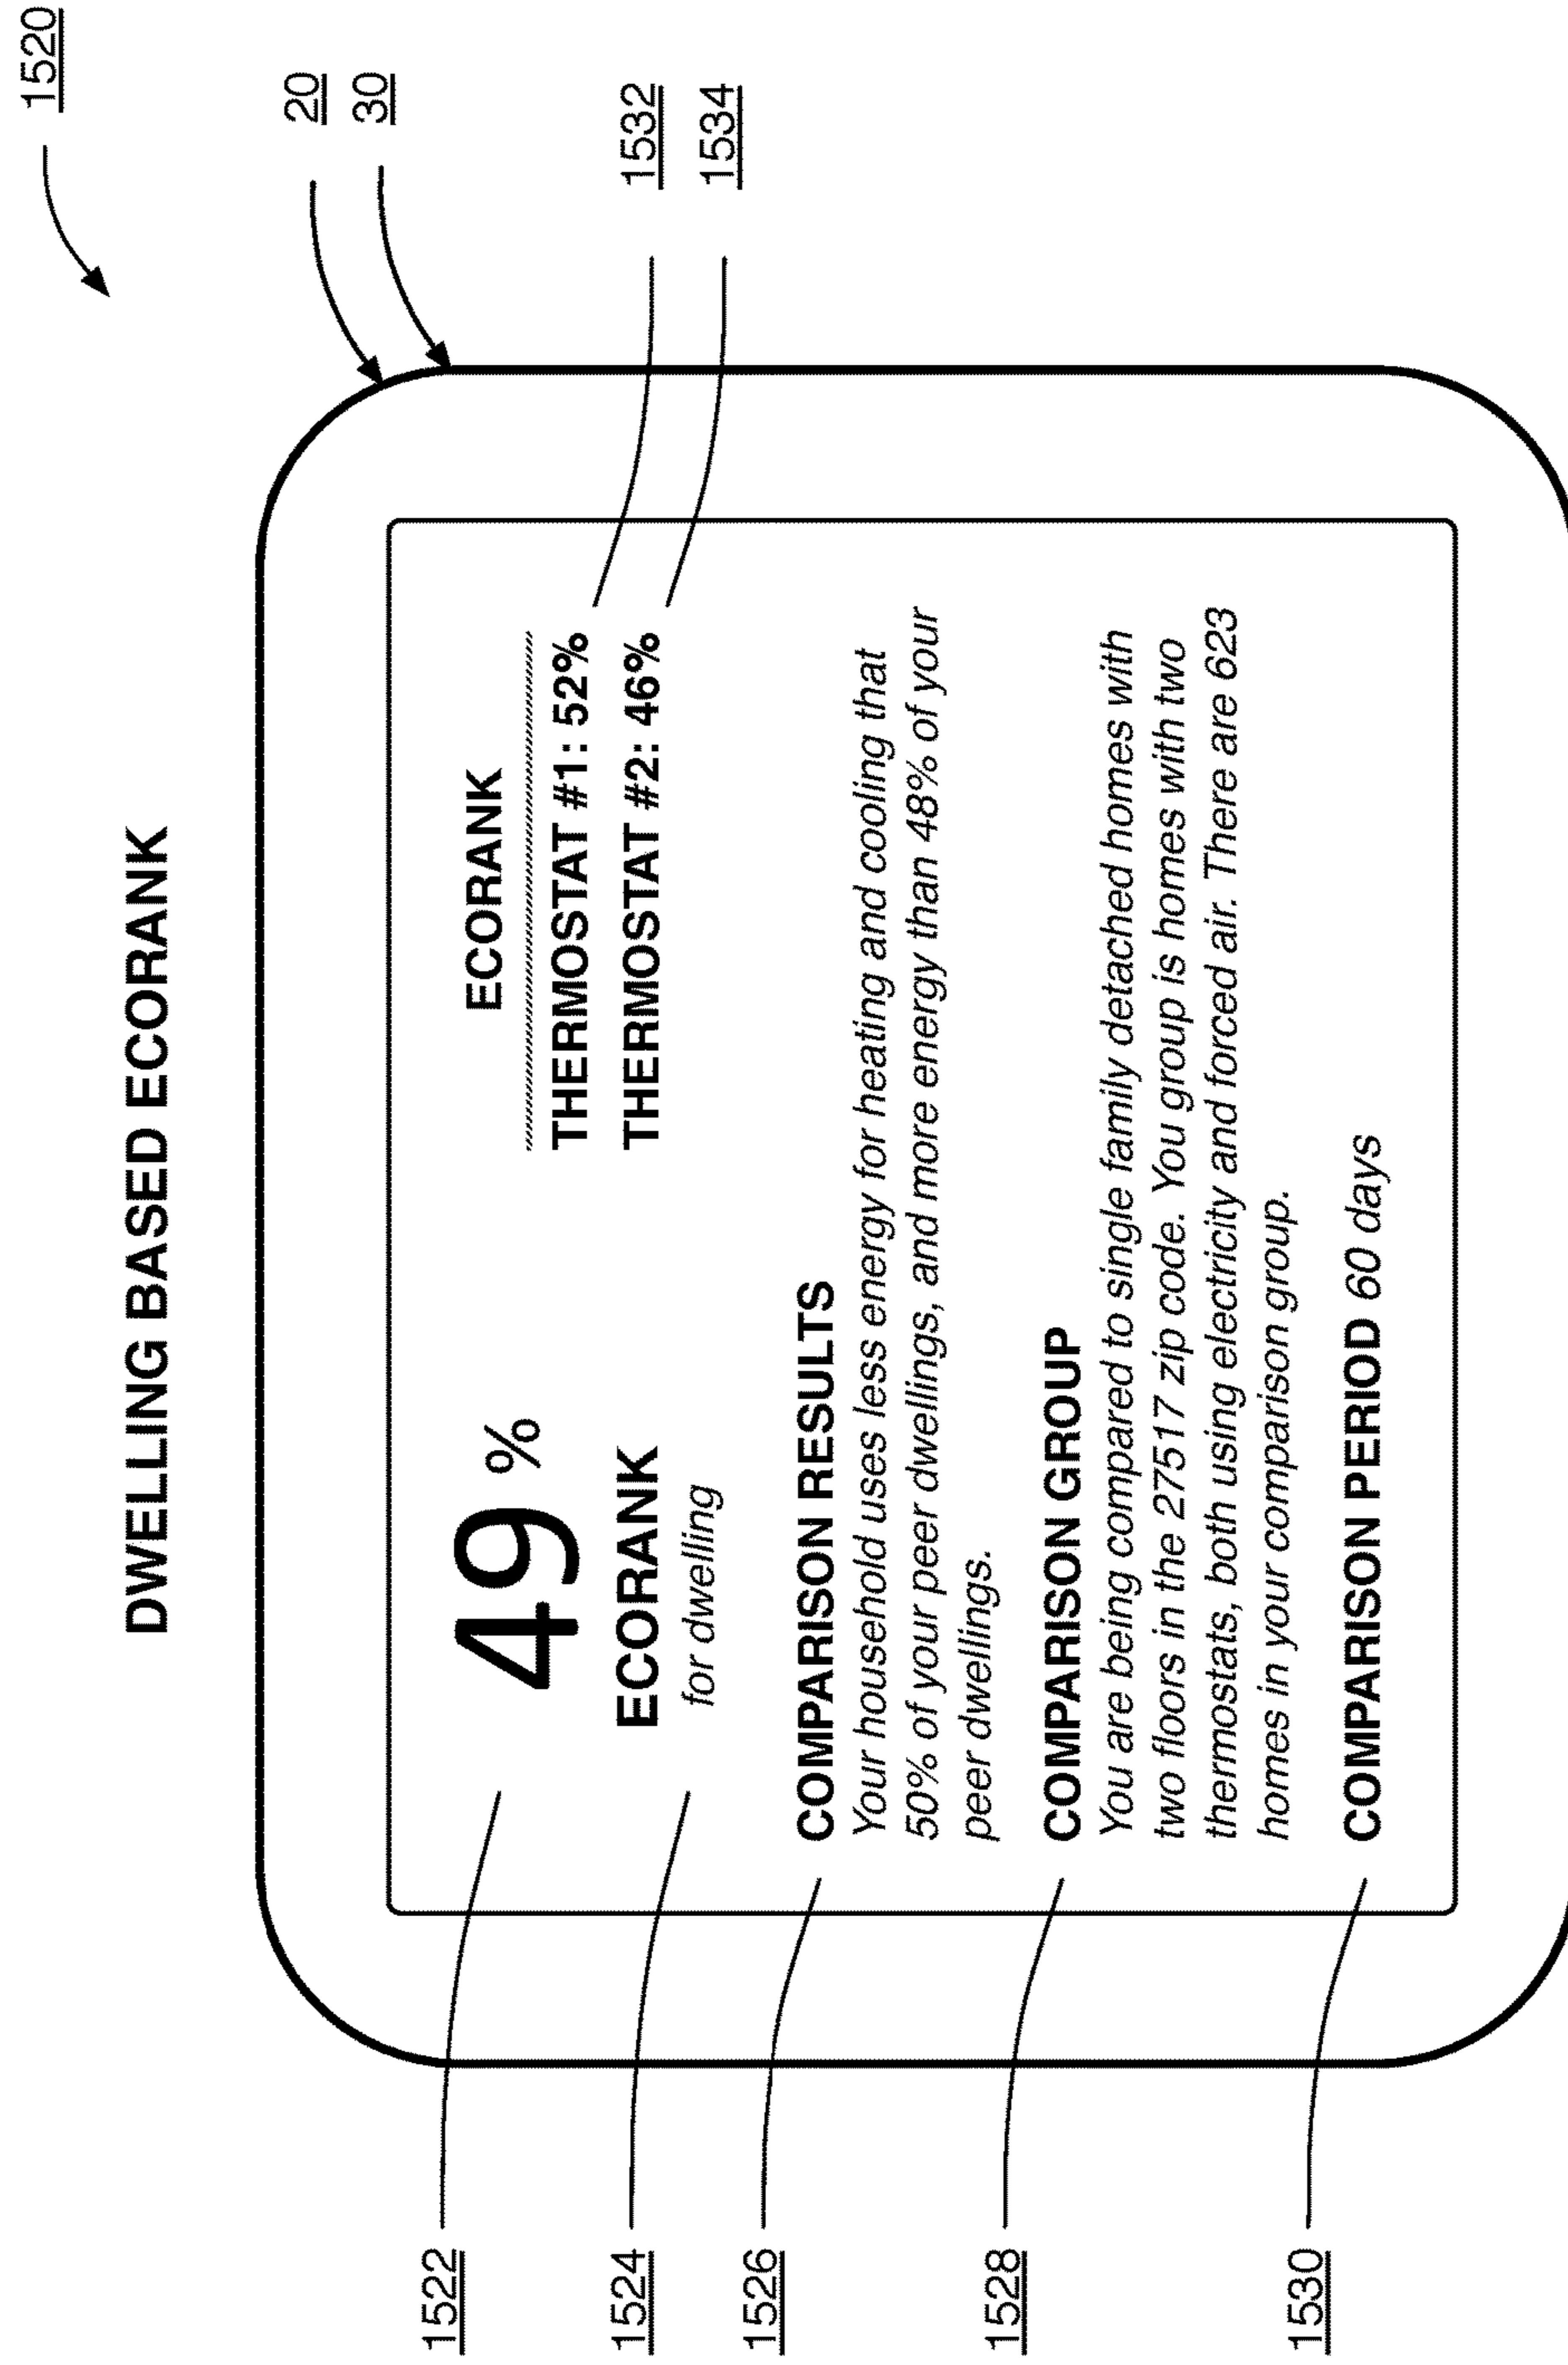 DWELLING BASED ECORANK
1520
20
30
1522
49 %
ECORANK
for dwelling
1524
ECORANK
THERMOSTAT #1: 52%
THERMOSTAT #2: 46%
1532
1534
1526
COMPARISON RESULTS
Your household uses less energy for heating and cooling that
50% of your peer dwellings, and more energy than 48% of your
peer dwellings.
1528
COMPARISON GROUP
You are being compared to single family detached homes with
two floors in the 27517 zip code. You group is homes with two
thermostats, both using electricity and forced air. There are 623
homes in your comparison group.
1530
COMPARISON PERIOD 60 days